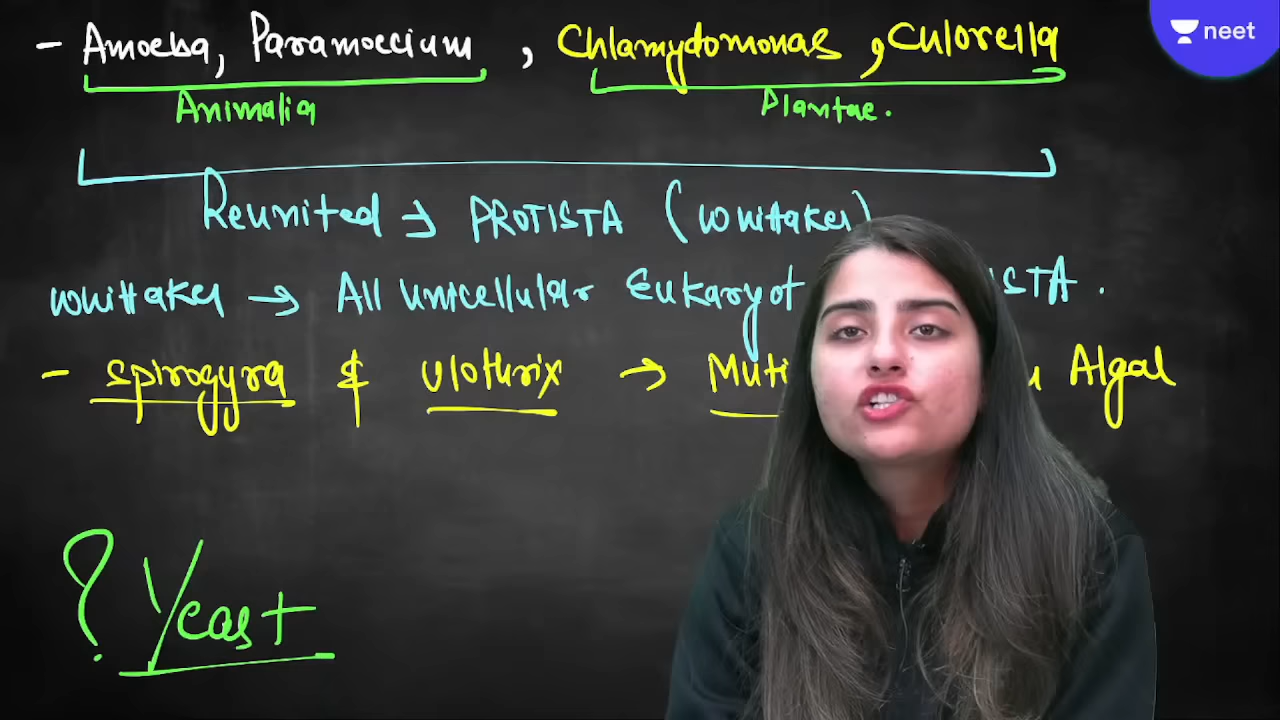 neet
- Amoeba, Paramoecium, Chlamydomonas, Chlorella
Animalia Plantae.
Reunited → PROTISTA (Whittaker)
Whittaker → All Unicellular Eukaryot STA.
- Spirogyra & Ulothrix → Muti Algal
? Yeast